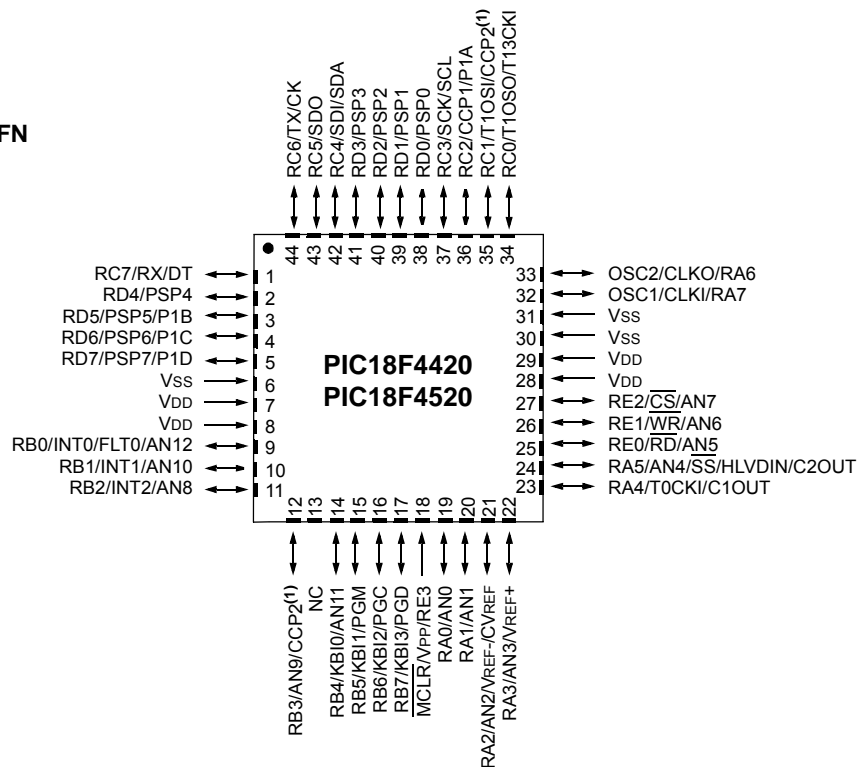 FN
RC6/TX/CK
RC5/SDO
RC4/SDI/SDA
RD3/PSP3
RD2/PSP2
RD1/PSP1
RD0/PSP0
RC3/SCK/SCL
RC2/CCP1/P1A
RC1/T1OSI/CCP2(1)
RC0/T1OSO/T13CKI
44
43
42
41
40
39
38
37
36
35
34
RC7/RX/DT 1
RD4/PSP4 2
RD5/PSP5/P1B 3
RD6/PSP6/P1C 4
RD7/PSP7/P1D 5
VSS 6
VDD 7
VDD 8
RB0/INT0/FLT0/AN12 9
RB1/INT1/AN10 10
RB2/INT2/AN8 11
PIC18F4420
PIC18F4520
33 OSC2/CLKO/RA6
32 OSC1/CLKI/RA7
31 VSS
30 VSS
29 VDD
28 VDD
27 RE2/CS/AN7
26 RE1/WR/AN6
25 RE0/RD/AN5
24 RA5/AN4/SS/HLVDIN/C2OUT
23 RA4/T0CKI/C1OUT
12
13
14
15
16
17
18
19
20
21
22
RB3/AN9/CCP2(1)
NC
RB4/KBI0/AN11
RB5/KBI1/PGM
RB6/KBI2/PGC
RB7/KBI3/PGD
MCLR/VPP/RE3
RA0/AN0
RA1/AN1
RA2/AN2/VREF-/CVREF
RA3/AN3/VREF+